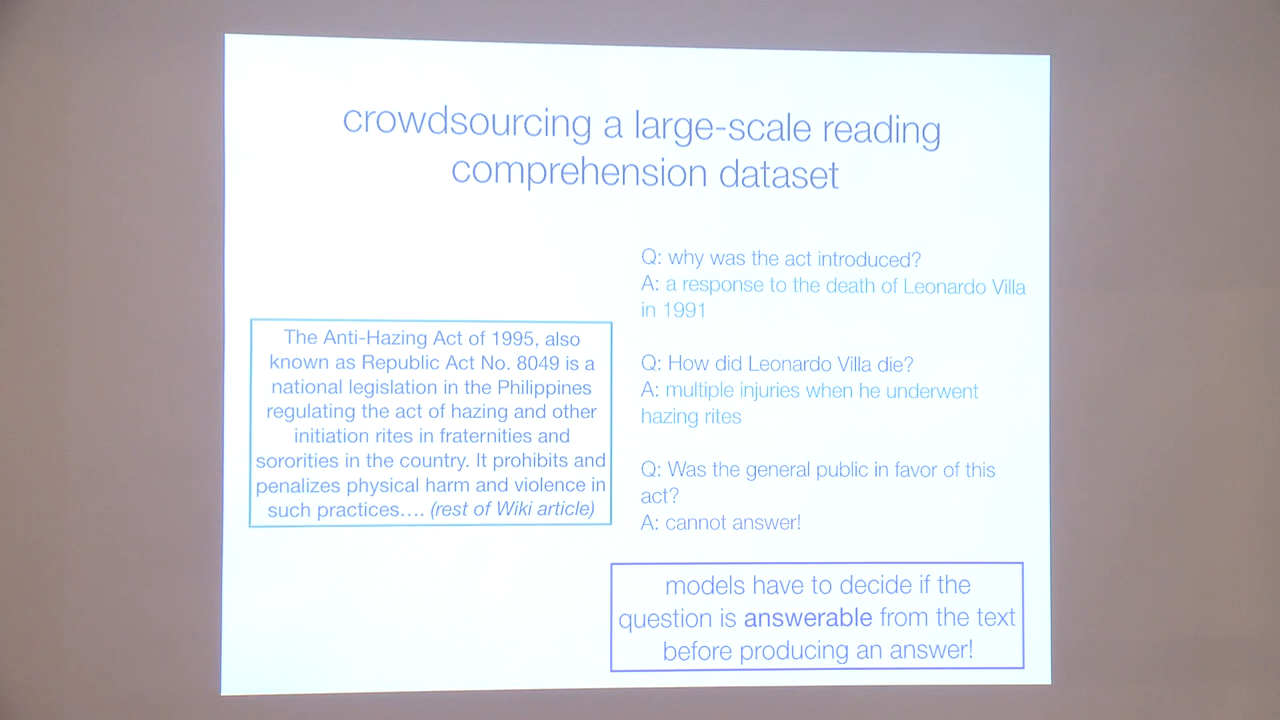 crowdsourcing a large-scale reading
comprehension dataset
The Anti-Hazing Act of 1995, also
known as Republic Act No. 8049 is a
national legislation in the Philippines
regulating the act of hazing and other
initiation rites in fraternities and
sororities in the country. It prohibits and
penalizes physical harm and violence in
such practices…. (rest of Wiki article)
Q: why was the act introduced?
A: a response to the death of Leonardo Villa
in 1991
Q: How did Leonardo Villa die?
A: multiple injuries when he underwent
hazing rites
Q: Was the general public in favor of this
act?
A: cannot answer!
models have to decide if the
question is answerable from the text
before producing an answer!